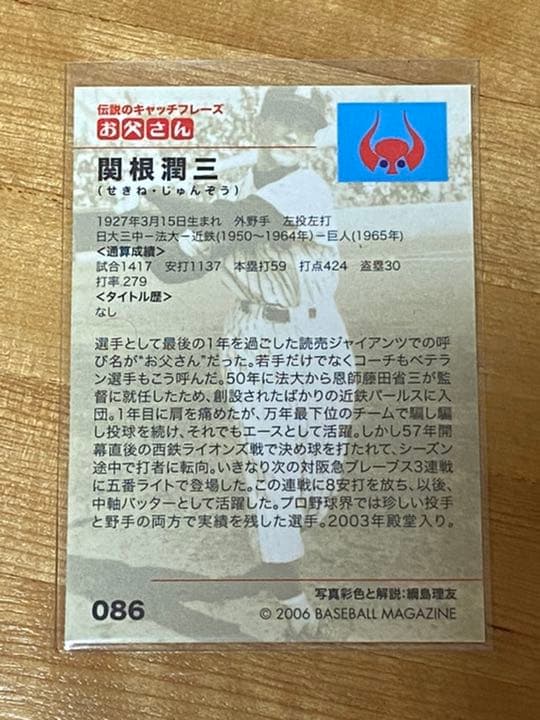 伝説のキャッチフレーズ
お父さん
関根潤三
（せきね・じゅんぞう）
1927年3月15日生まれ　外野手　左投左打
日大三中－法大－近鉄(1950〜1964年)－巨人(1965年)
<通算成績>
試合1417　安打1137　本塁打59　打点424　盗塁30
打率.279
<タイトル歴>
なし
選手として最後の1年を過ごした読売ジャイアンツでの呼
び名が“お父さん”だった。若手だけでなくコーチもベテラ
ン選手もこう呼んだ。50年に法大から恩師藤田省三が監
督に就任したため、創設されたばかりの近鉄パールスに入
団。1年目に肩を痛めたが、万年最下位のチームで騙し騙
し投球を続け、それでもエースとして活躍。しかし57年開
幕直後の西鉄ライオンズ戦で決め球を打たれて、シーズン
途中で打者に転向。いきなり次の対阪急ブレーブス3連戦
に五番ライトで登場した。この連戦に8安打を放ち、以後、
中軸バッターとして活躍した。プロ野球界では珍しい投手
と野手の両方で実績を残した選手。2003年殿堂入り。
写真彩色と解説：綱島理友
086
© 2006 BASEBALL MAGAZINE